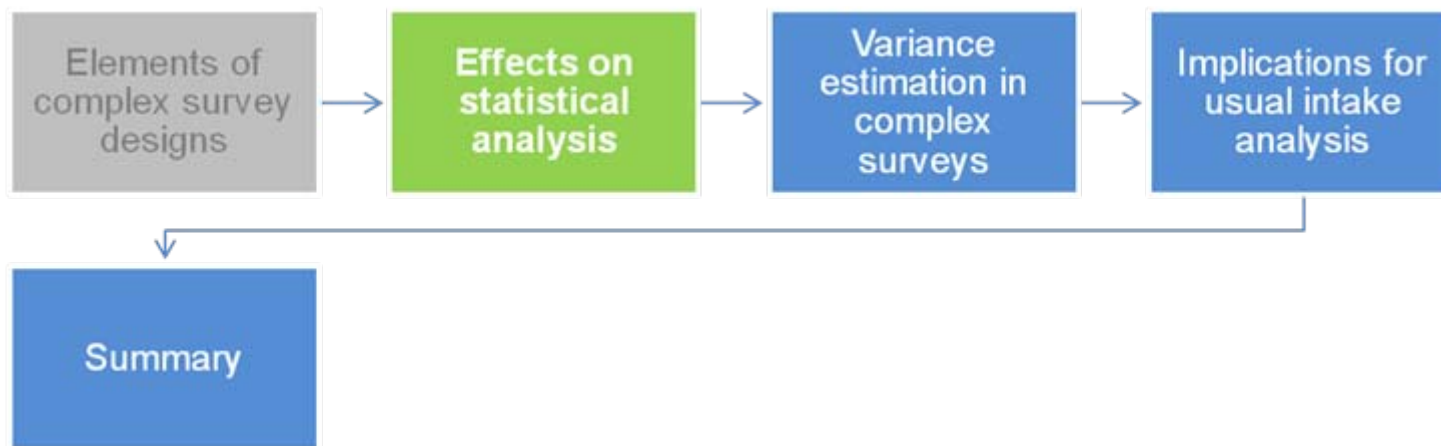 Elements of
complex survey
designs
Effects on
statistical
analysis
Variance
estimation in
complex
surveys
Implications for
usual intake
analysis
Summary